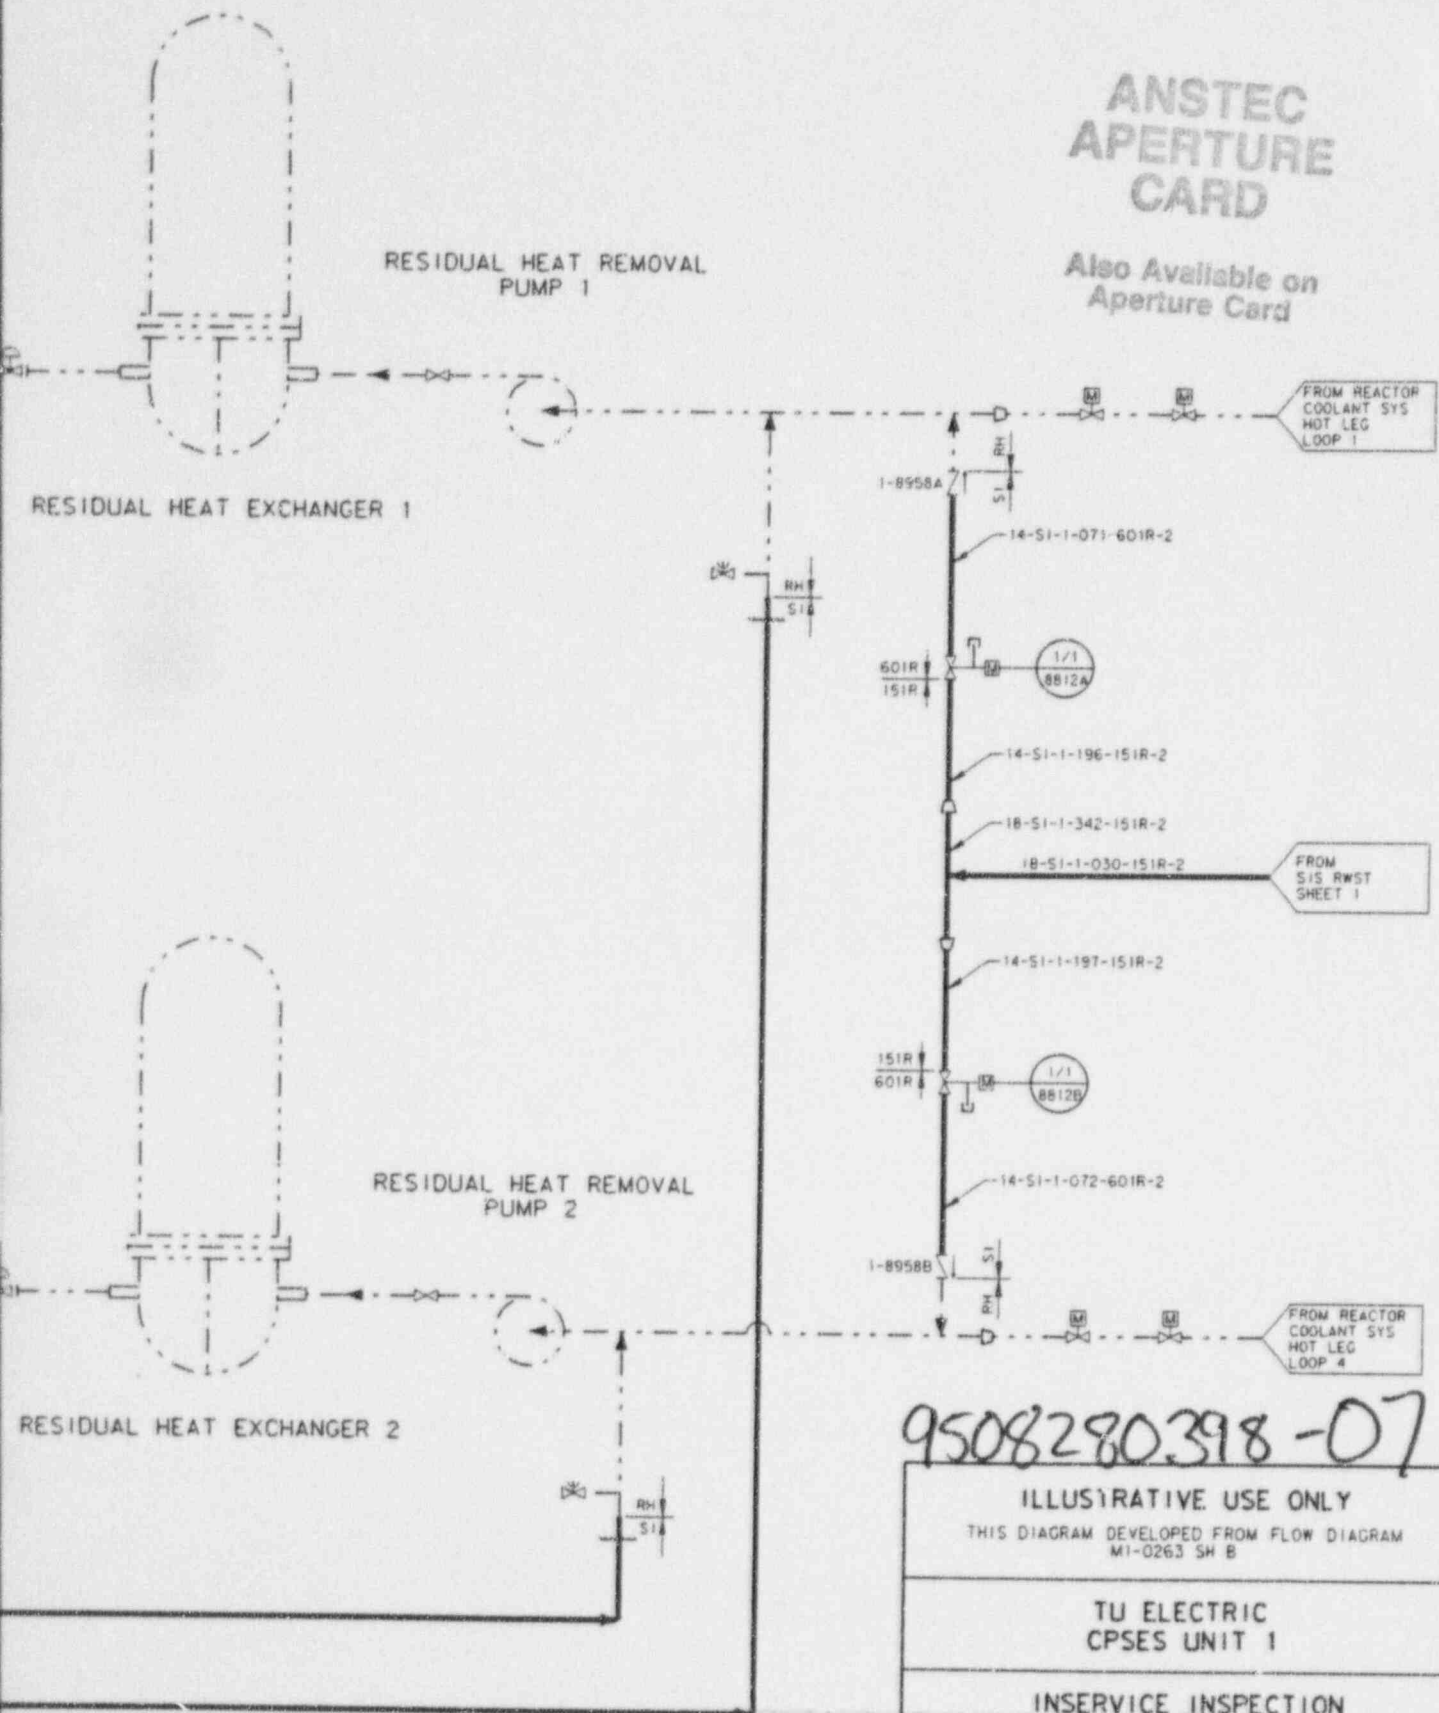 ANSTEC
APERTURE
CARD
Also Available on
Aperture Card
RESIDUAL HEAT REMOVAL
PUMP 1
FROM REACTOR
COOLANT SYS
HOT LEG
LOOP 1
RH
SI
1-8958A
RESIDUAL HEAT EXCHANGER 1
14-SI-1-071-601R-2
RH
SI
601R
151R
M
1/1
8812A
14-SI-1-196-151R-2
18-SI-1-342-151R-2
18-SI-1-030-151R-2
FROM
SIS RWST
SHEET 1
14-SI-1-197-151R-2
151R
601R
M
1/1
8812B
RESIDUAL HEAT REMOVAL
PUMP 2
14-SI-1-072-601R-2
1-8958B
SI
RH
M
M
FROM REACTOR
COOLANT SYS
HOT LEG
LOOP 4
RESIDUAL HEAT EXCHANGER 2
9508280398-07
RH
SI
ILLUSTRATIVE USE ONLY
THIS DIAGRAM DEVELOPED FROM FLOW DIAGRAM
M1-0263 SH B
TU ELECTRIC
CPSES UNIT 1
INSERVICE INSPECTION